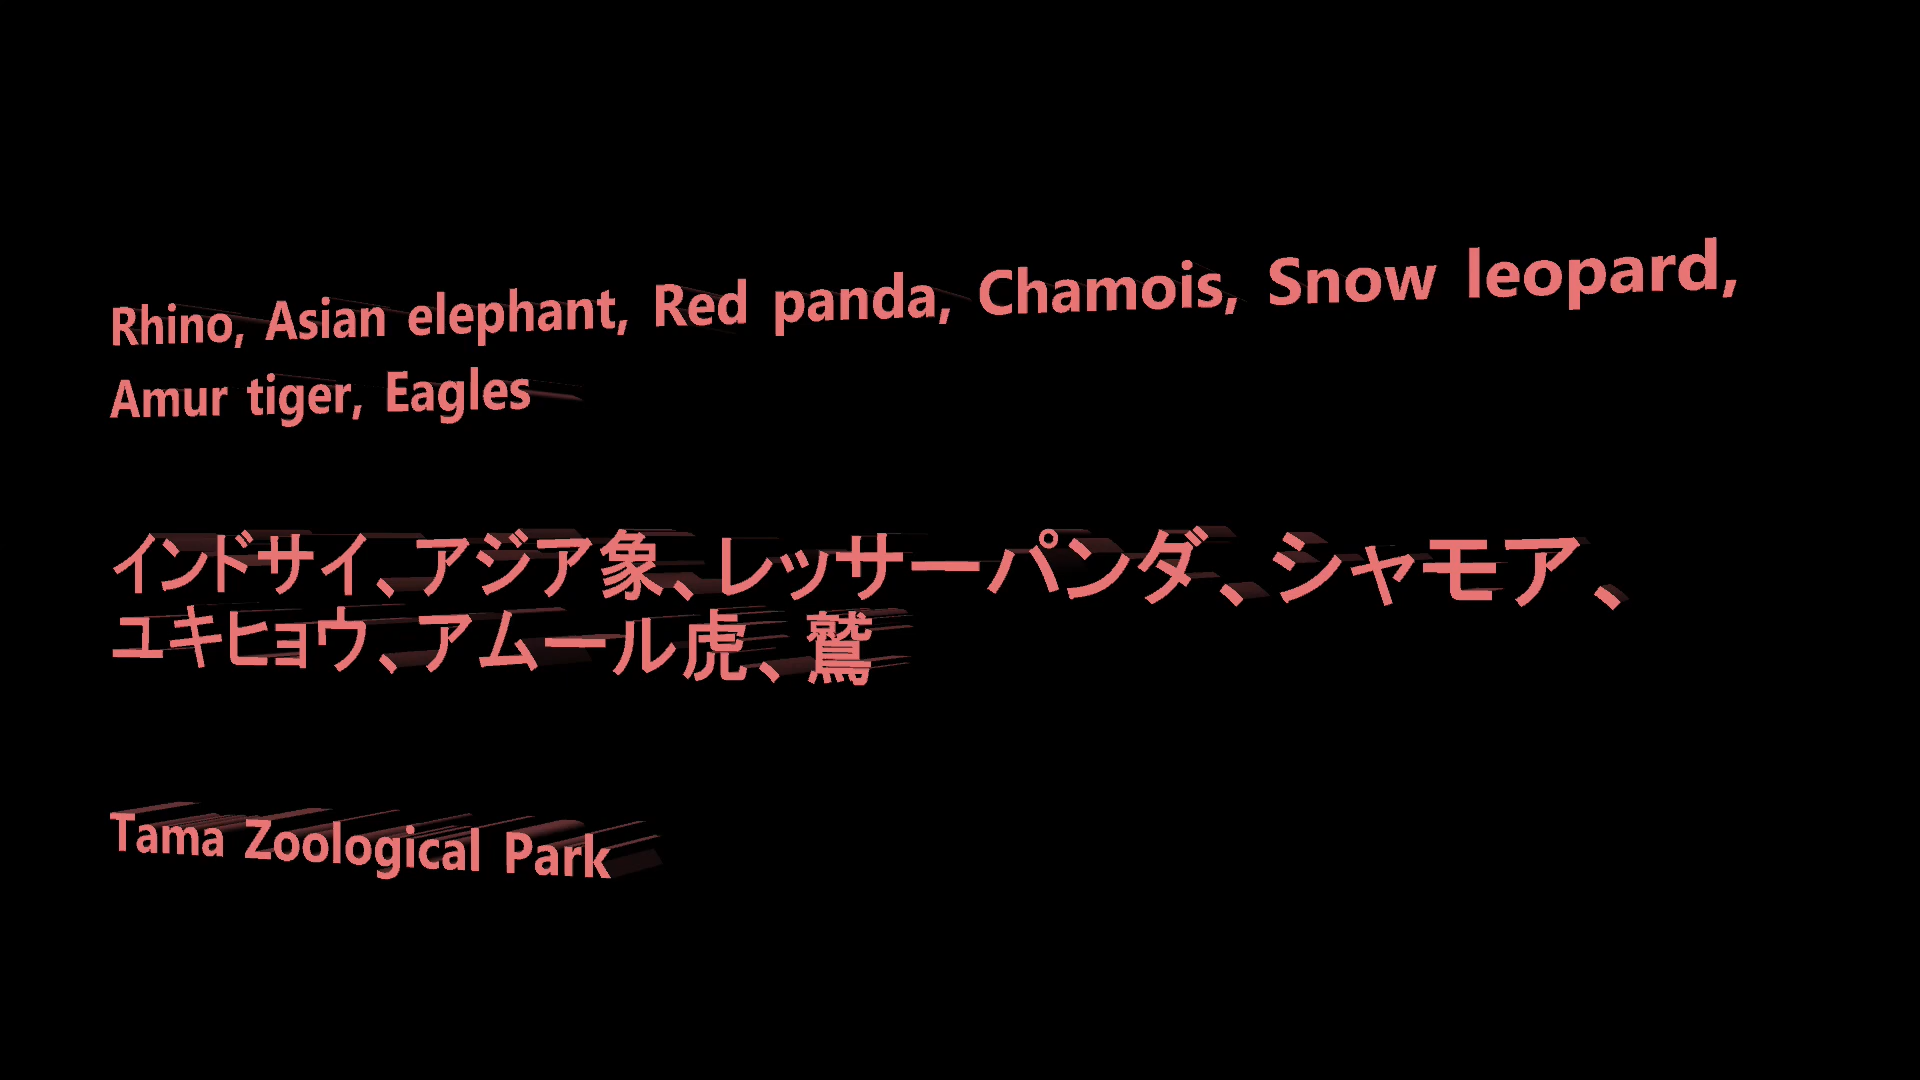 Rhino, Asian elephant, Red panda, Chamois, Snow leopard,
Amur tiger, Eagles
インドサイ、アジア象、レッサーパンダ、シャモア、
ユキヒョウ、アムール虎、鷲
Tama Zoological Park